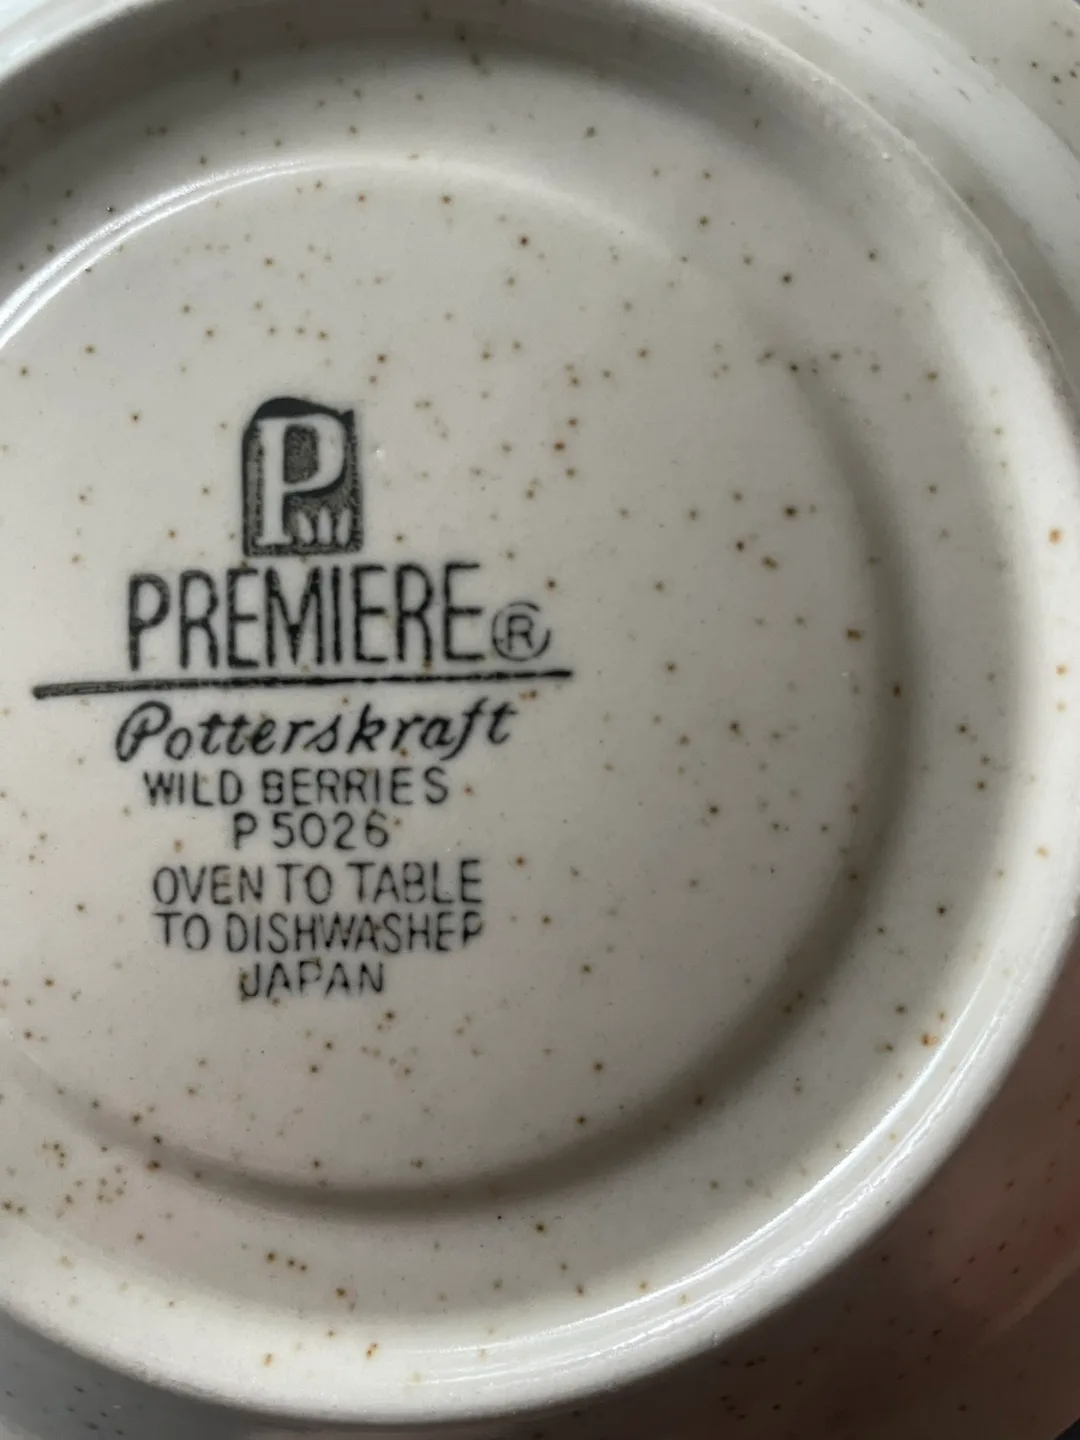 P
PREMIERE®
Potterskraft
WILD BERRIES
P 5026
OVEN TO TABLE
TO DISHWASHER
JAPAN